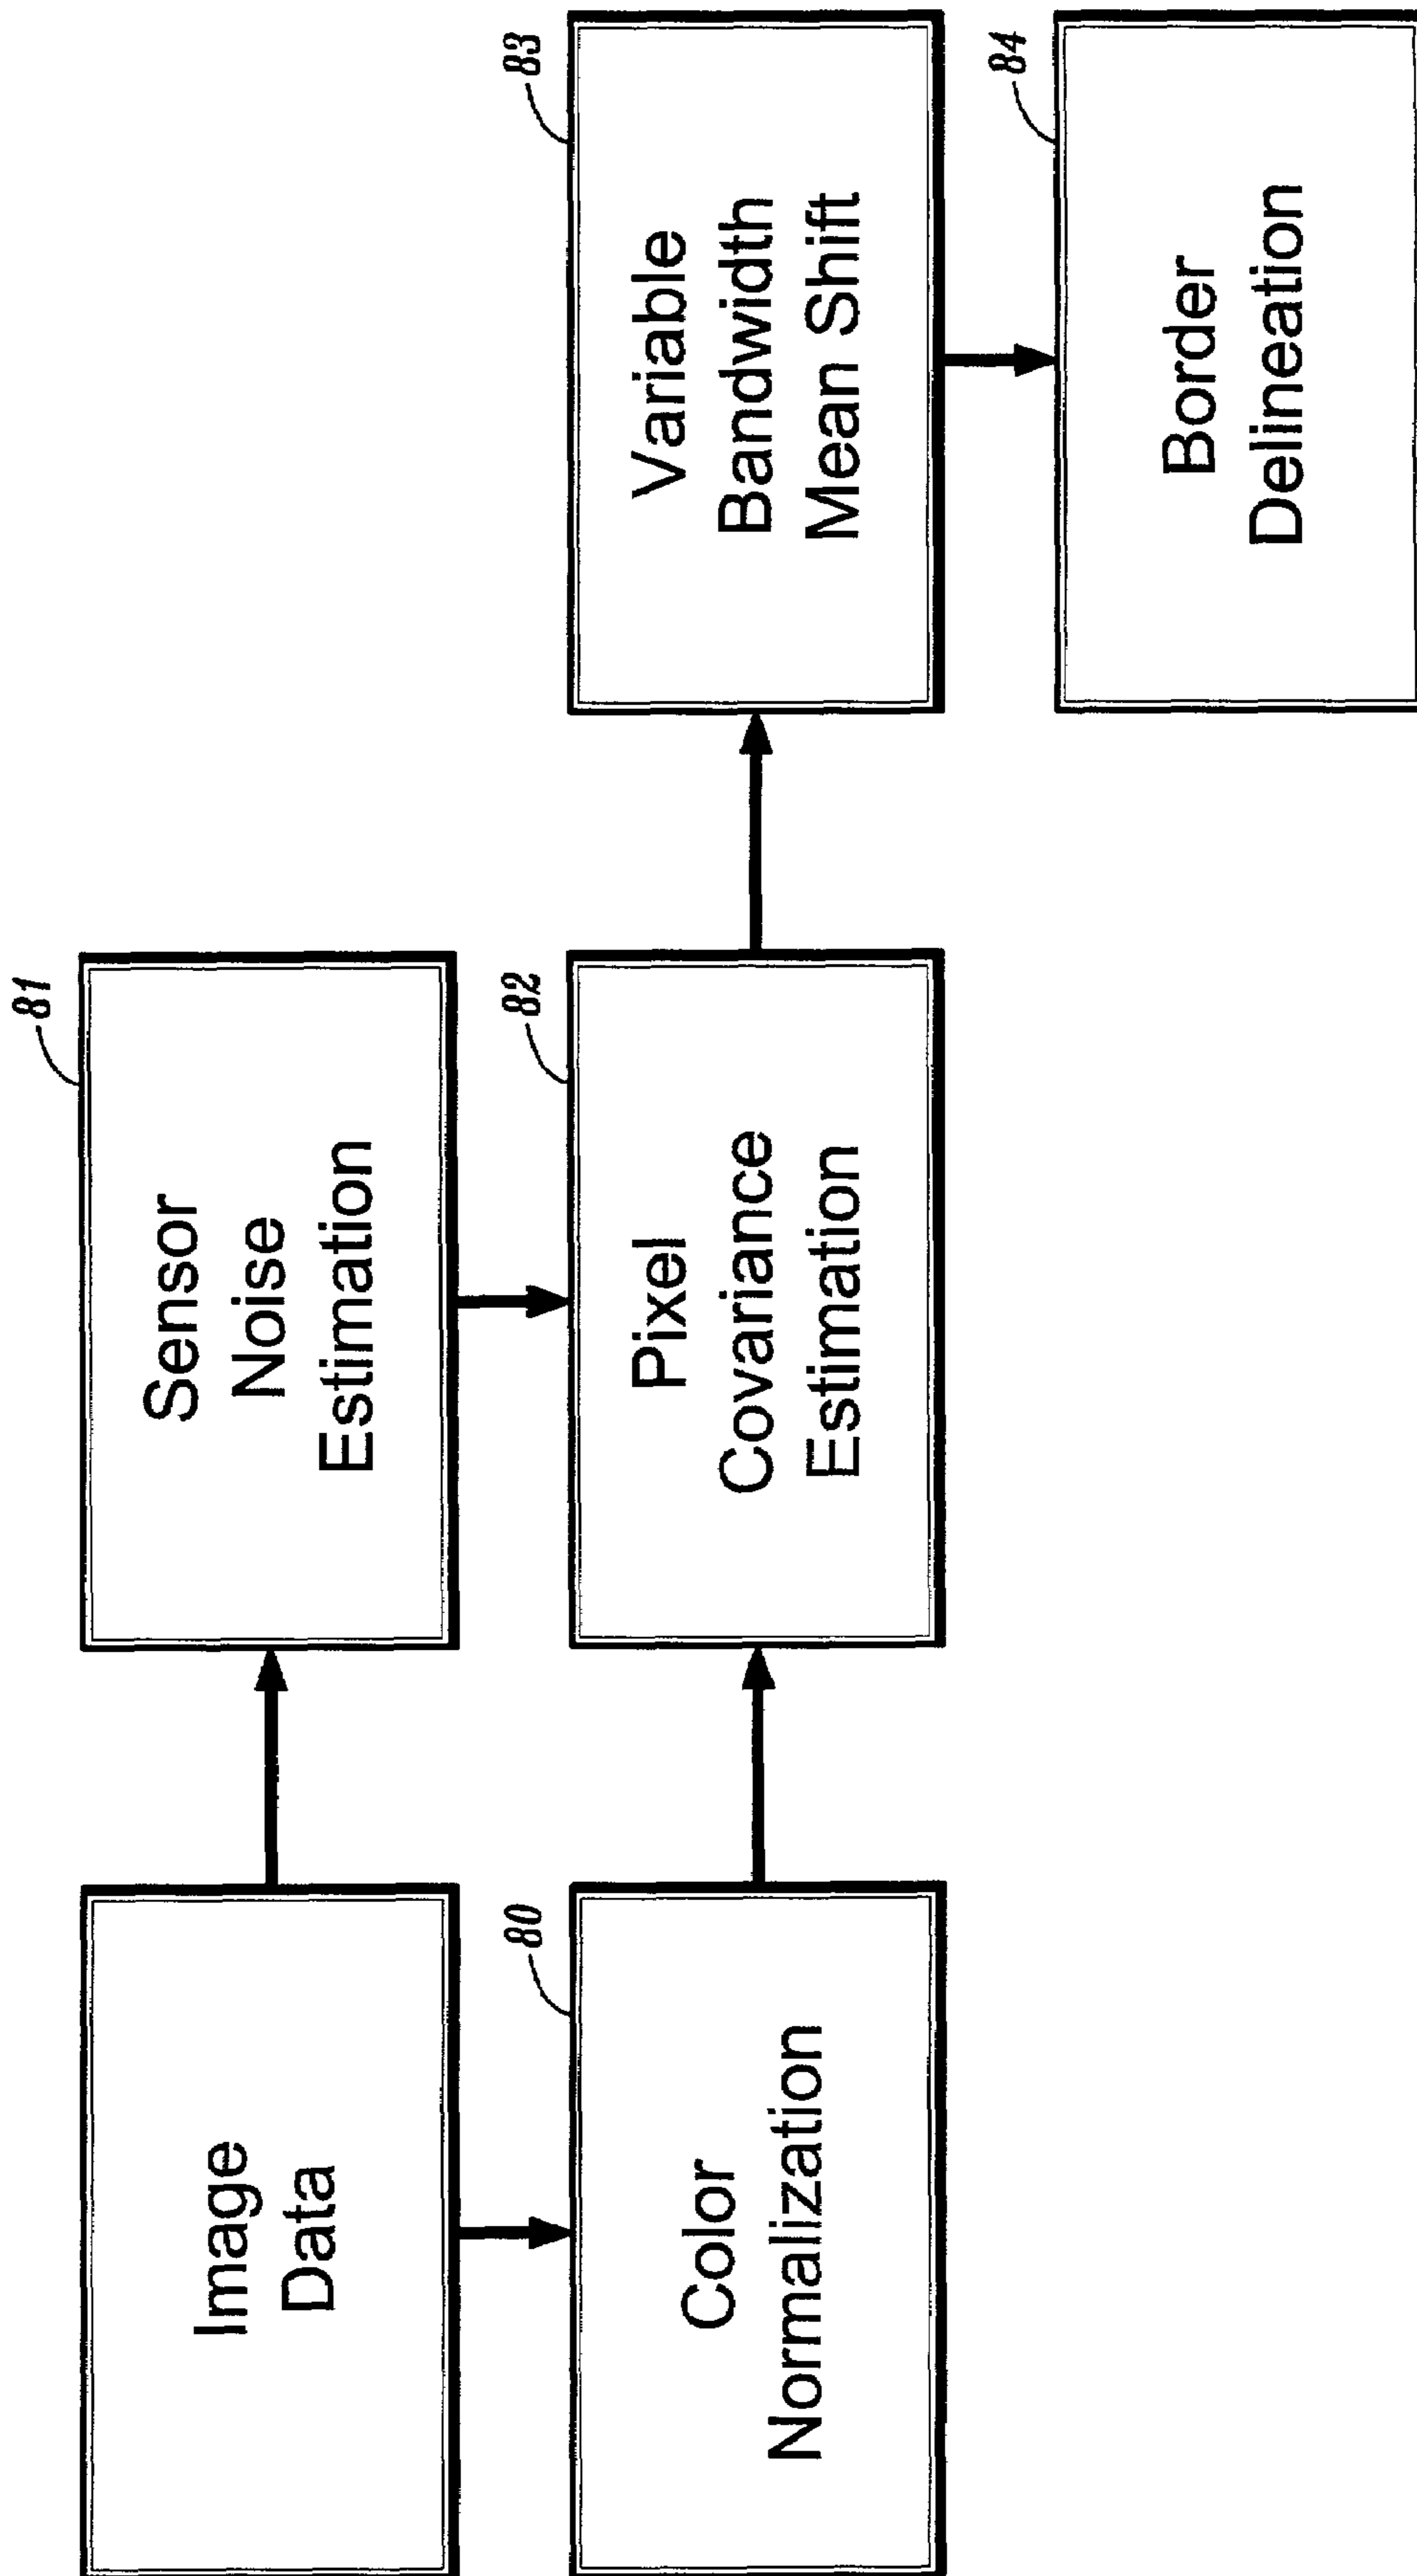 Image
Data
81
Sensor
Noise
Estimation
80
Color
Normalization
82
Pixel
Covariance
Estimation
83
Variable
Bandwidth
Mean Shift
84
Border
Delineation